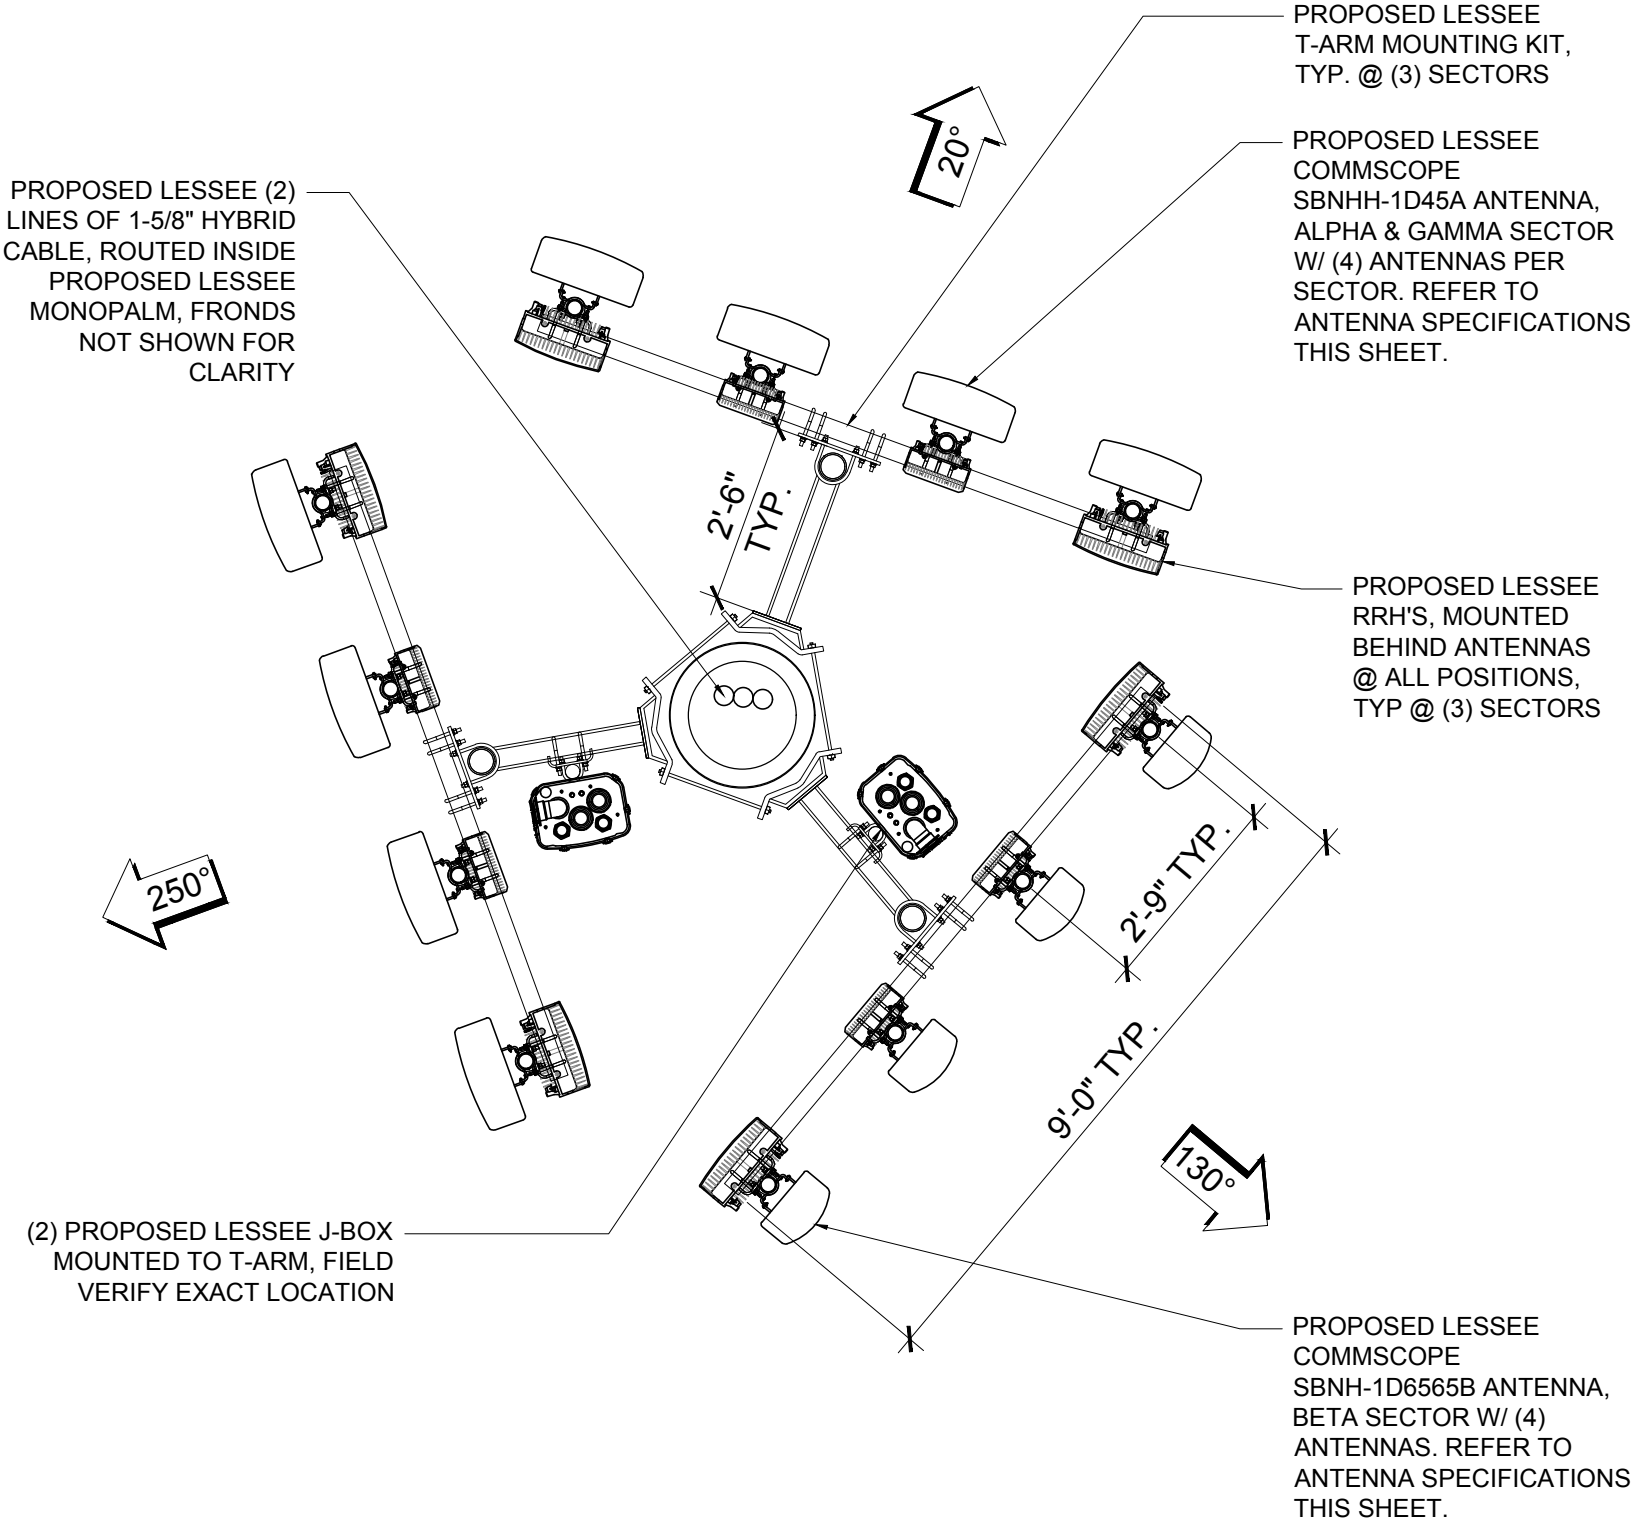 PROPOSED LESSEE
T-ARM MOUNTING KIT,
TYP. @ (3) SECTORS
20°
PROPOSED LESSEE
COMMSCOPE
SBNHH-1D45A ANTENNA,
ALPHA & GAMMA SECTOR
W/ (4) ANTENNAS PER
SECTOR. REFER TO
ANTENNA SPECIFICATIONS
THIS SHEET.
PROPOSED LESSEE (2)
LINES OF 1-5/8" HYBRID
CABLE, ROUTED INSIDE
PROPOSED LESSEE
MONOPALM, FRONDS
NOT SHOWN FOR
CLARITY
2'-6"
TYP.
PROPOSED LESSEE
RRH'S, MOUNTED
BEHIND ANTENNAS
@ ALL POSITIONS,
TYP @ (3) SECTORS
250°
2'-9" TYP.
9'-0" TYP.
130°
(2) PROPOSED LESSEE J-BOX
MOUNTED TO T-ARM, FIELD
VERIFY EXACT LOCATION
PROPOSED LESSEE
COMMSCOPE
SBNH-1D6565B ANTENNA,
BETA SECTOR W/ (4)
ANTENNAS. REFER TO
ANTENNA SPECIFICATIONS
THIS SHEET.